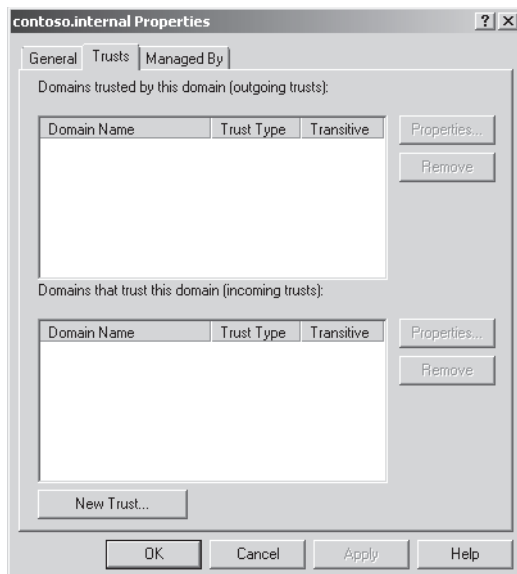 contoso.internal Properties
? X
General Trusts Managed By
Domains trusted by this domain (outgoing trusts):
Domain Name Trust Type Transitive
Properties...
Remove
Domains that trust this domain (incoming trusts):
Domain Name Trust Type Transitive
Properties...
Remove
New Trust...
OK Cancel Apply Help